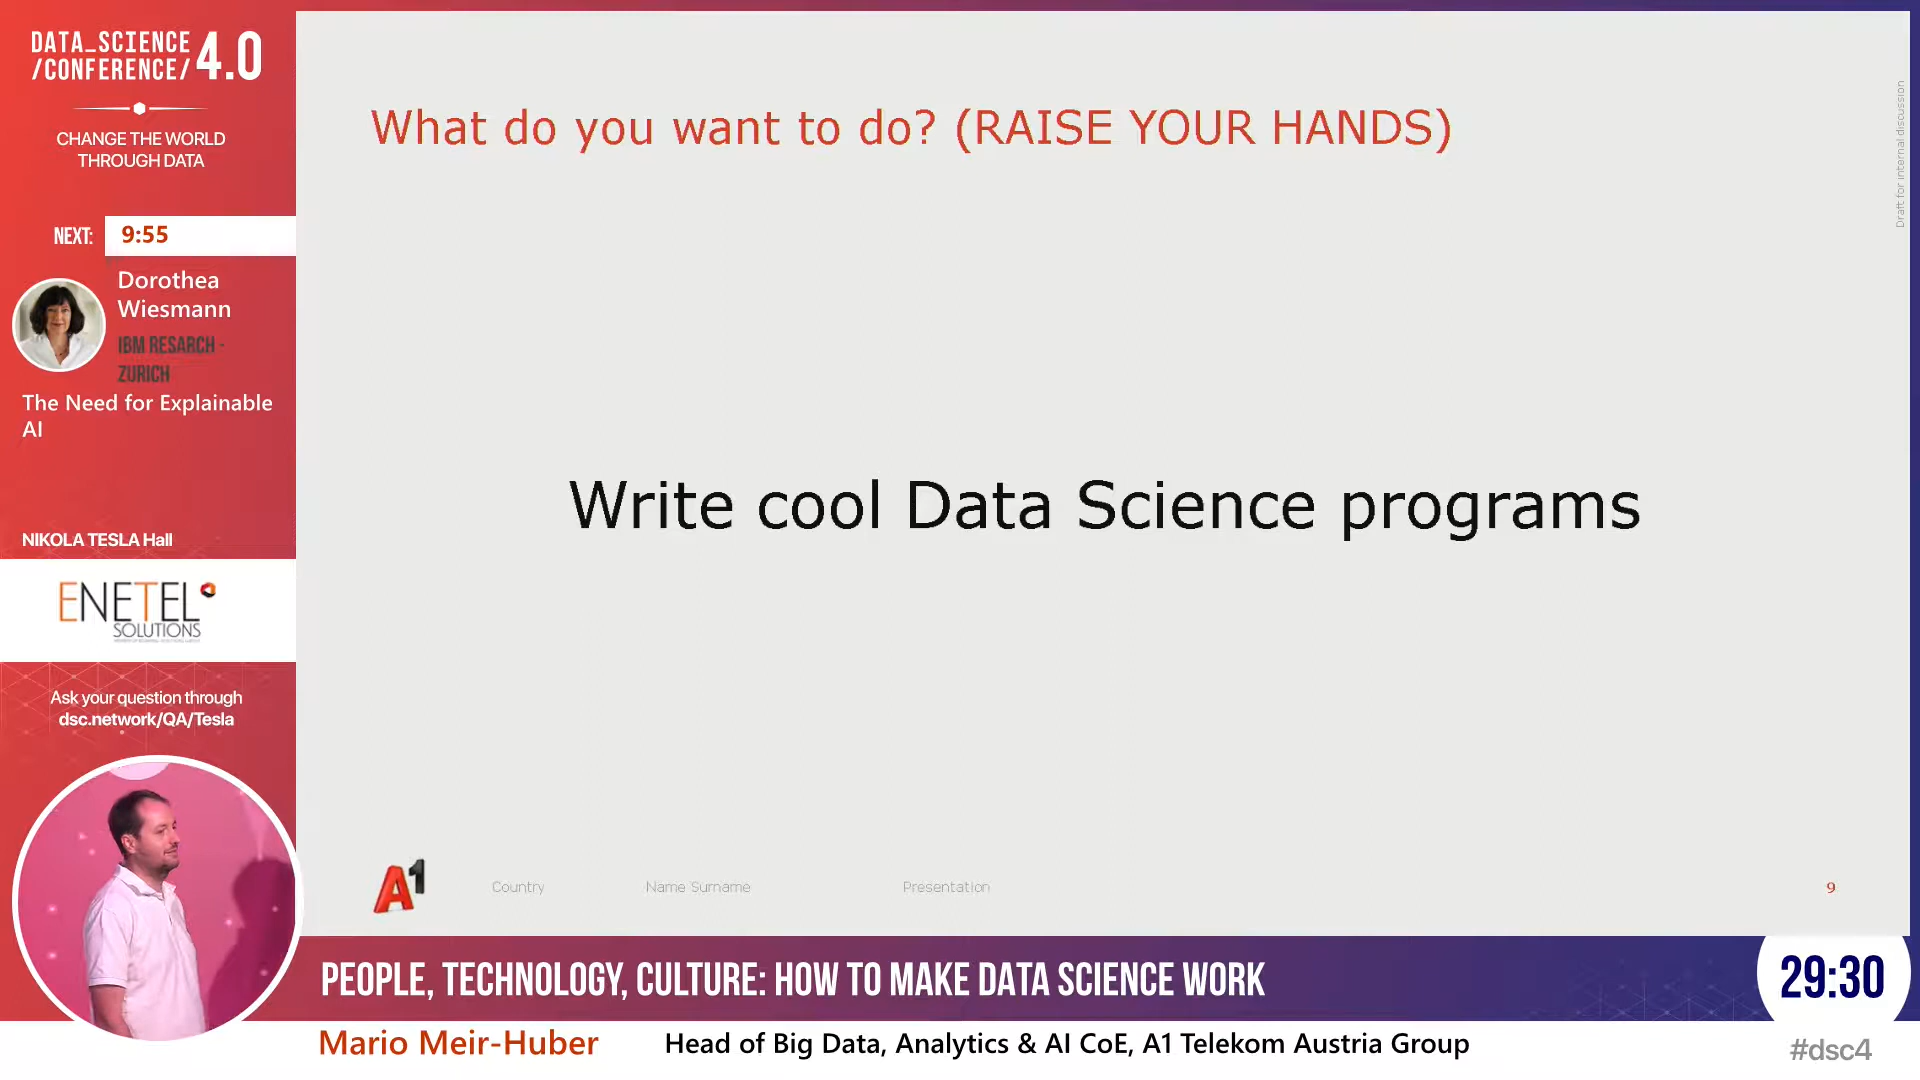 DATA_SCIENCE
/CONFERENCE/ 4.0
CHANGE THE WORLD
THROUGH DATA
NEXT: 9:55
Dorothea
Wiesmann
IBM RESARCH -
ZURICH
The Need for Explainable
AI
NIKOLA TESLA Hall
ENETEL
SOLUTIONS
Ask your question through
dsc.network/QA/Tesla
What do you want to do? (RAISE YOUR HANDS)
Draft for internal discussion
Write cool Data Science programs
A1
Country
Name Surname
Presentation
9
PEOPLE, TECHNOLOGY, CULTURE: HOW TO MAKE DATA SCIENCE WORK
29:30
Mario Meir-Huber
Head of Big Data, Analytics & AI CoE, A1 Telekom Austria Group
#dsc4